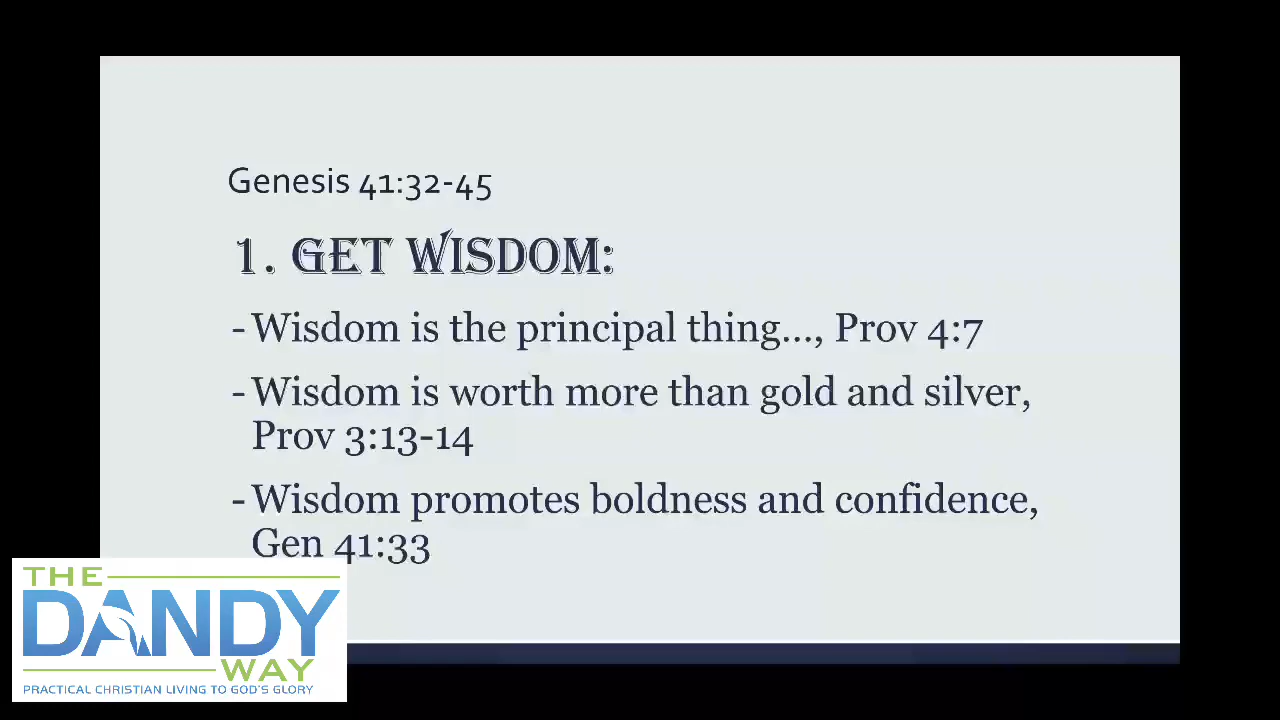 Genesis 41:32-45
1. GET WISDOM:
- Wisdom is the principal thing..., Prov 4:7
- Wisdom is worth more than gold and silver,
Prov 3:13-14
- Wisdom promotes boldness and confidence,
Gen 41:33
THE
DANDY
WAY
PRACTICAL CHRISTIAN LIVING TO GOD'S GLORY